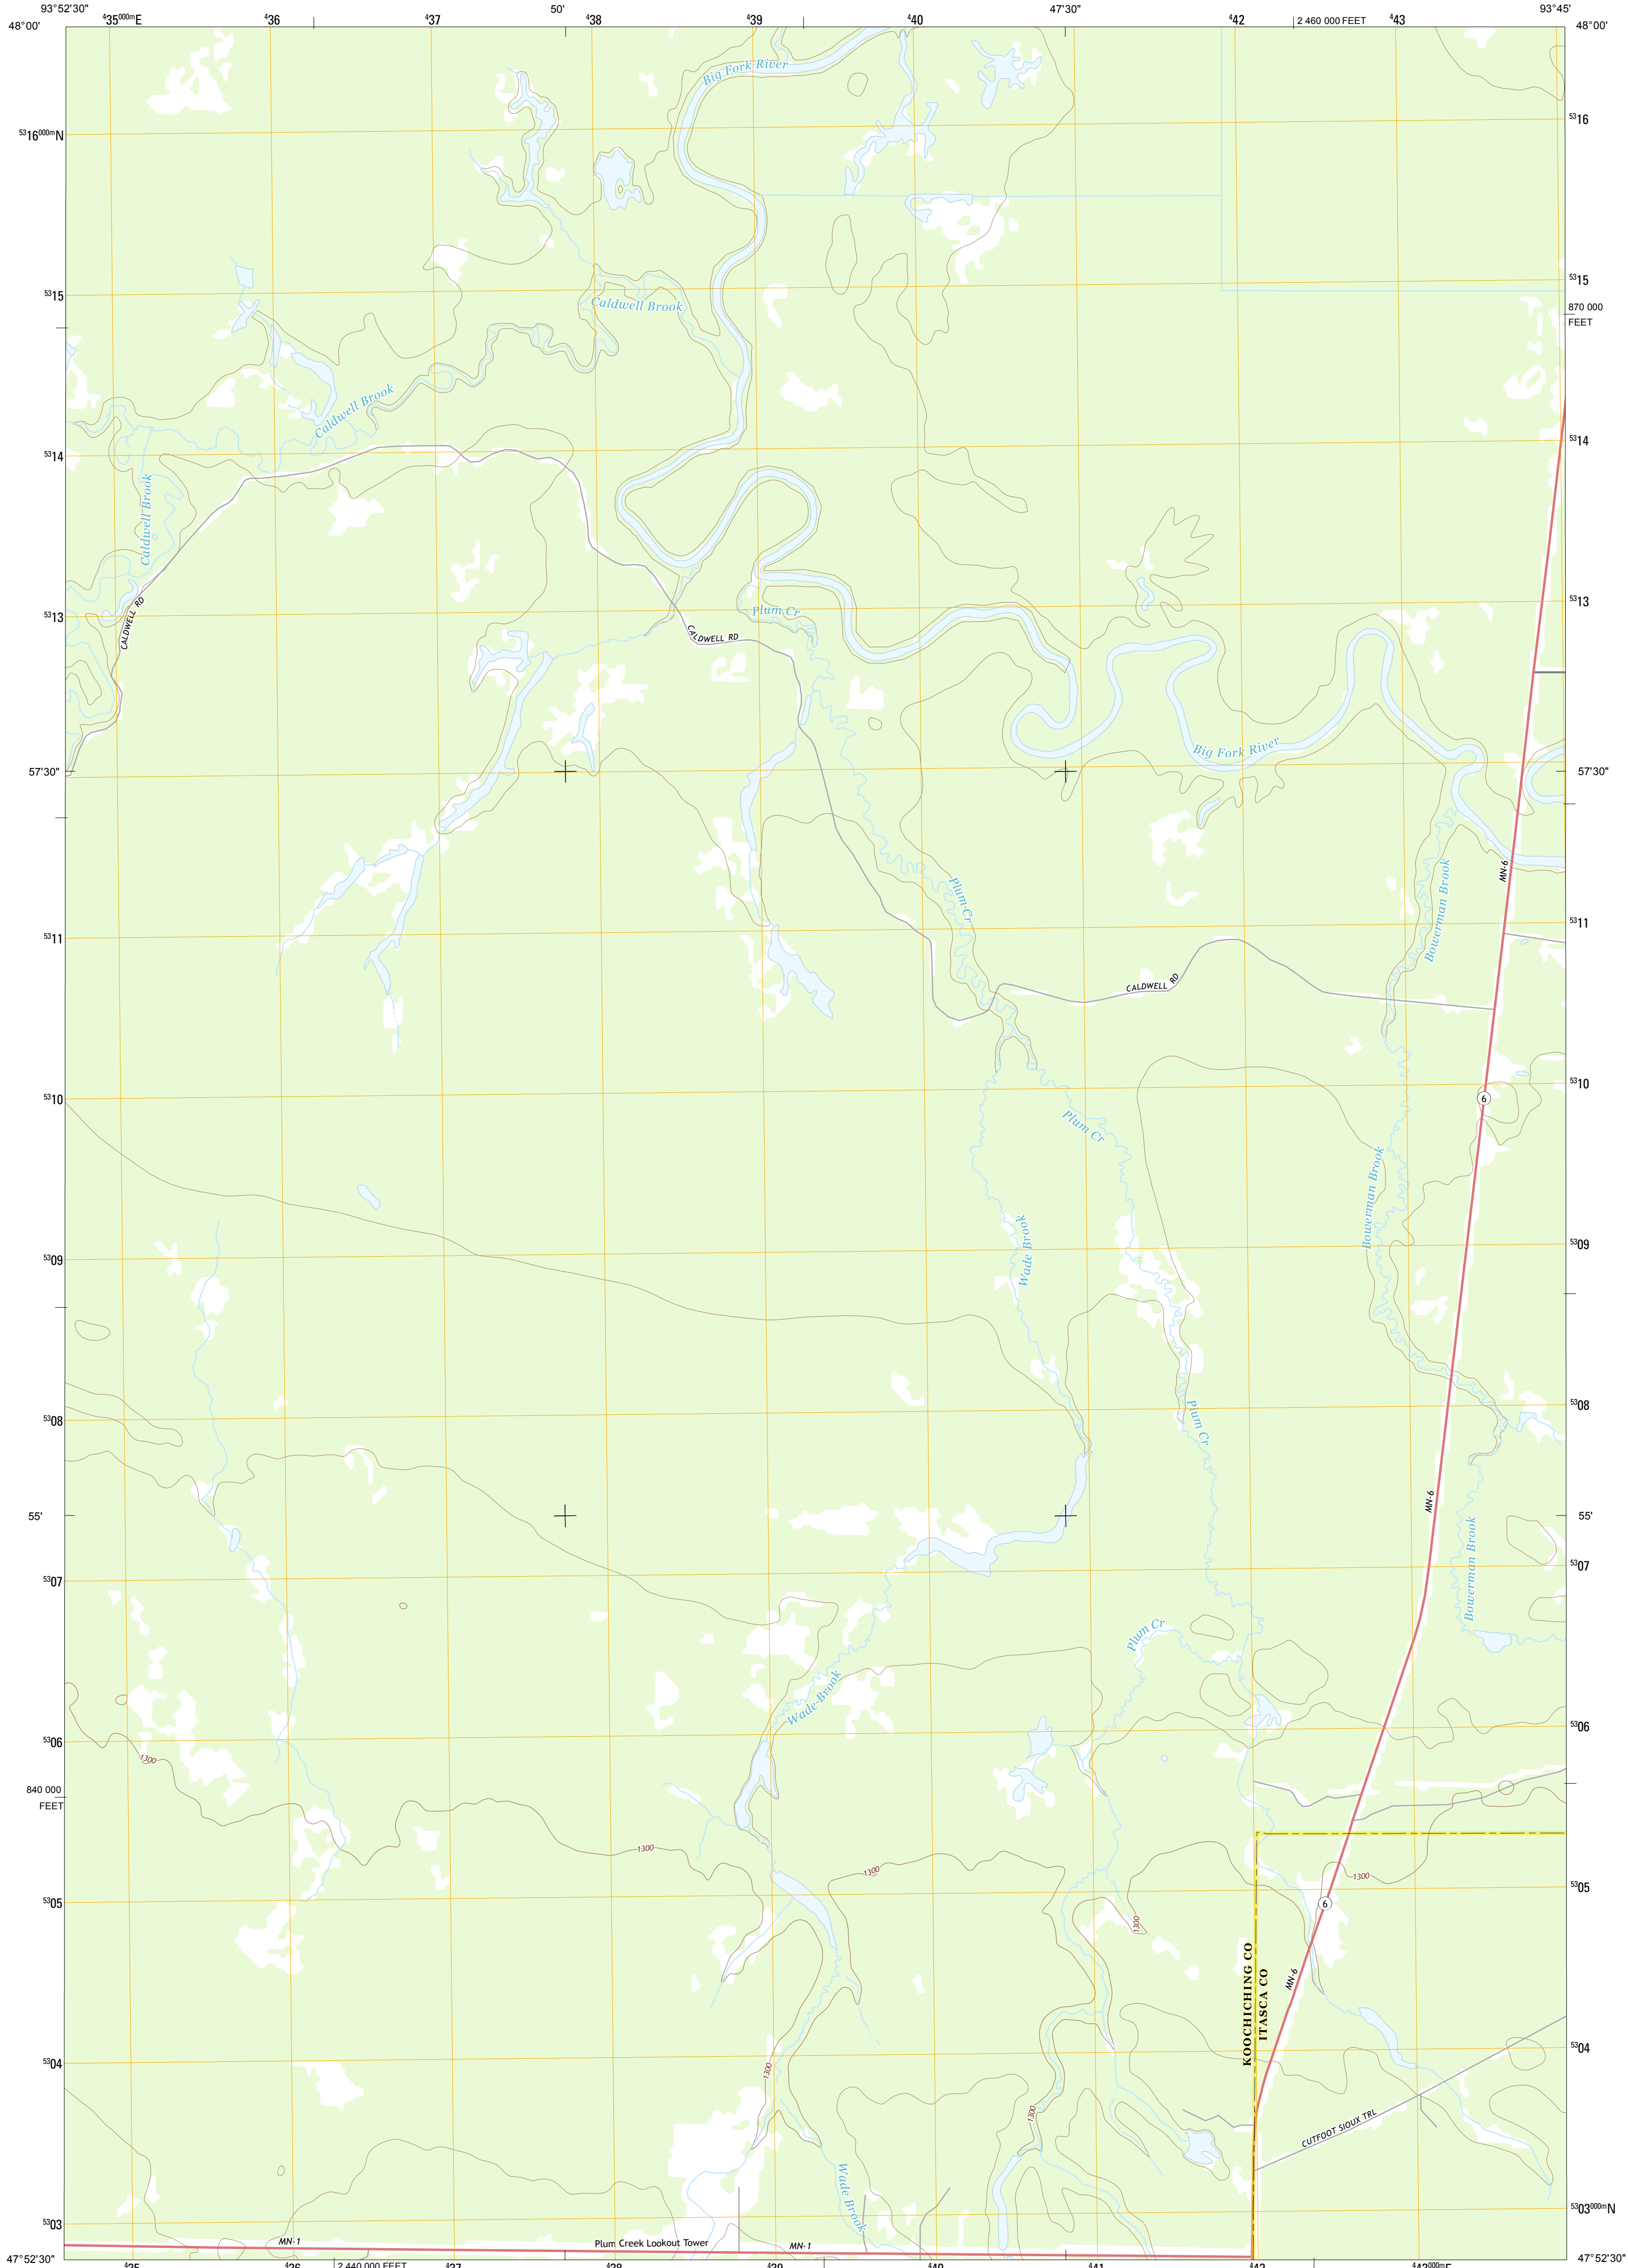 93°52'30"
⁴35⁰⁰⁰ᵐE
⁴36
⁴37
50'
⁴38
⁴39
⁴40
47'30"
⁴42
2 460 000 FEET
⁴43
93°45'
48°00'
48°00'
Big Fork River
⁵³16⁰⁰⁰ᵐN
⁵³16
⁵³15
⁵³15
Caldwell Brook
870 000
FEET
Caldwell Brook
⁵³14
⁵³14
Caldwell Brook
CALDWELL RD
⁵³13
⁵³13
Plum Cr
CALDWELL RD
Big Fork River
57'30"
57'30"
MN-6
Bowerman Brook
Plum Cr
⁵³11
⁵³11
CALDWELL RD
⁵³10
⁵³10
6
Plum Cr
Bowerman Brook
Wade Brook
⁵³09
⁵³09
⁵³08
⁵³08
Plum Cr
MN-6
55'
55'
Bowerman Brook
⁵³07
⁵³07
Plum Cr
Wade Brook
⁵³06
⁵³06
1300
840 000
FEET
1300
1300
1300
⁵³05
⁵³05
6
1300
KOOCHICHING CO
ITASCA CO
MN-6
⁵³04
⁵³04
1300
1300
CUTFOOT SIOUX TRL
Wade Brook
⁵³03⁰⁰⁰ᵐN
⁵³03
MN-1
Plum Creek Lookout Tower
MN-1
47°52'30"
47°52'30"
2 440 000 FEET